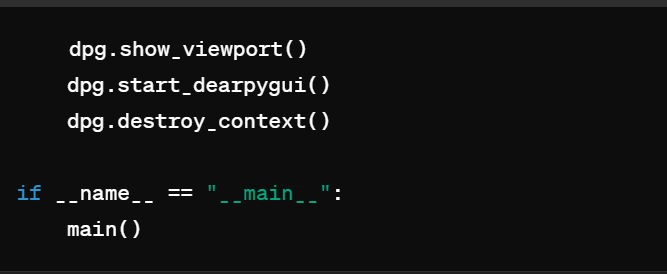 dpg.show_viewport()
    dpg.start_dearpygui()
    dpg.destroy_context()

if __name__ == "__main__":
    main()